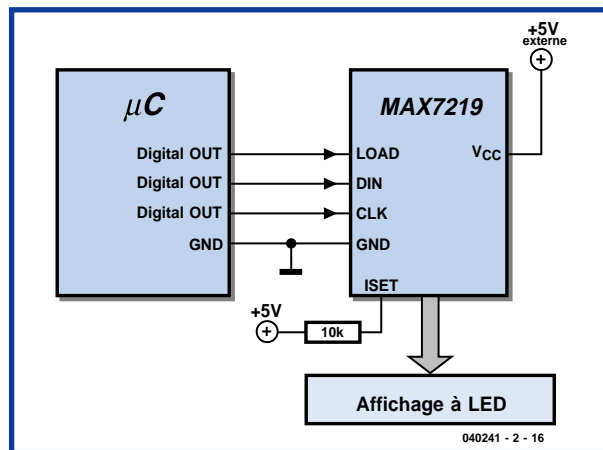 +5V
externe
µC
MAX7219
Digital OUT
LOAD
VCC
Digital OUT
DIN
Digital OUT
CLK
GND
GND
ISET
+5V
10k
Affichage à LED
040241 - 2 - 16